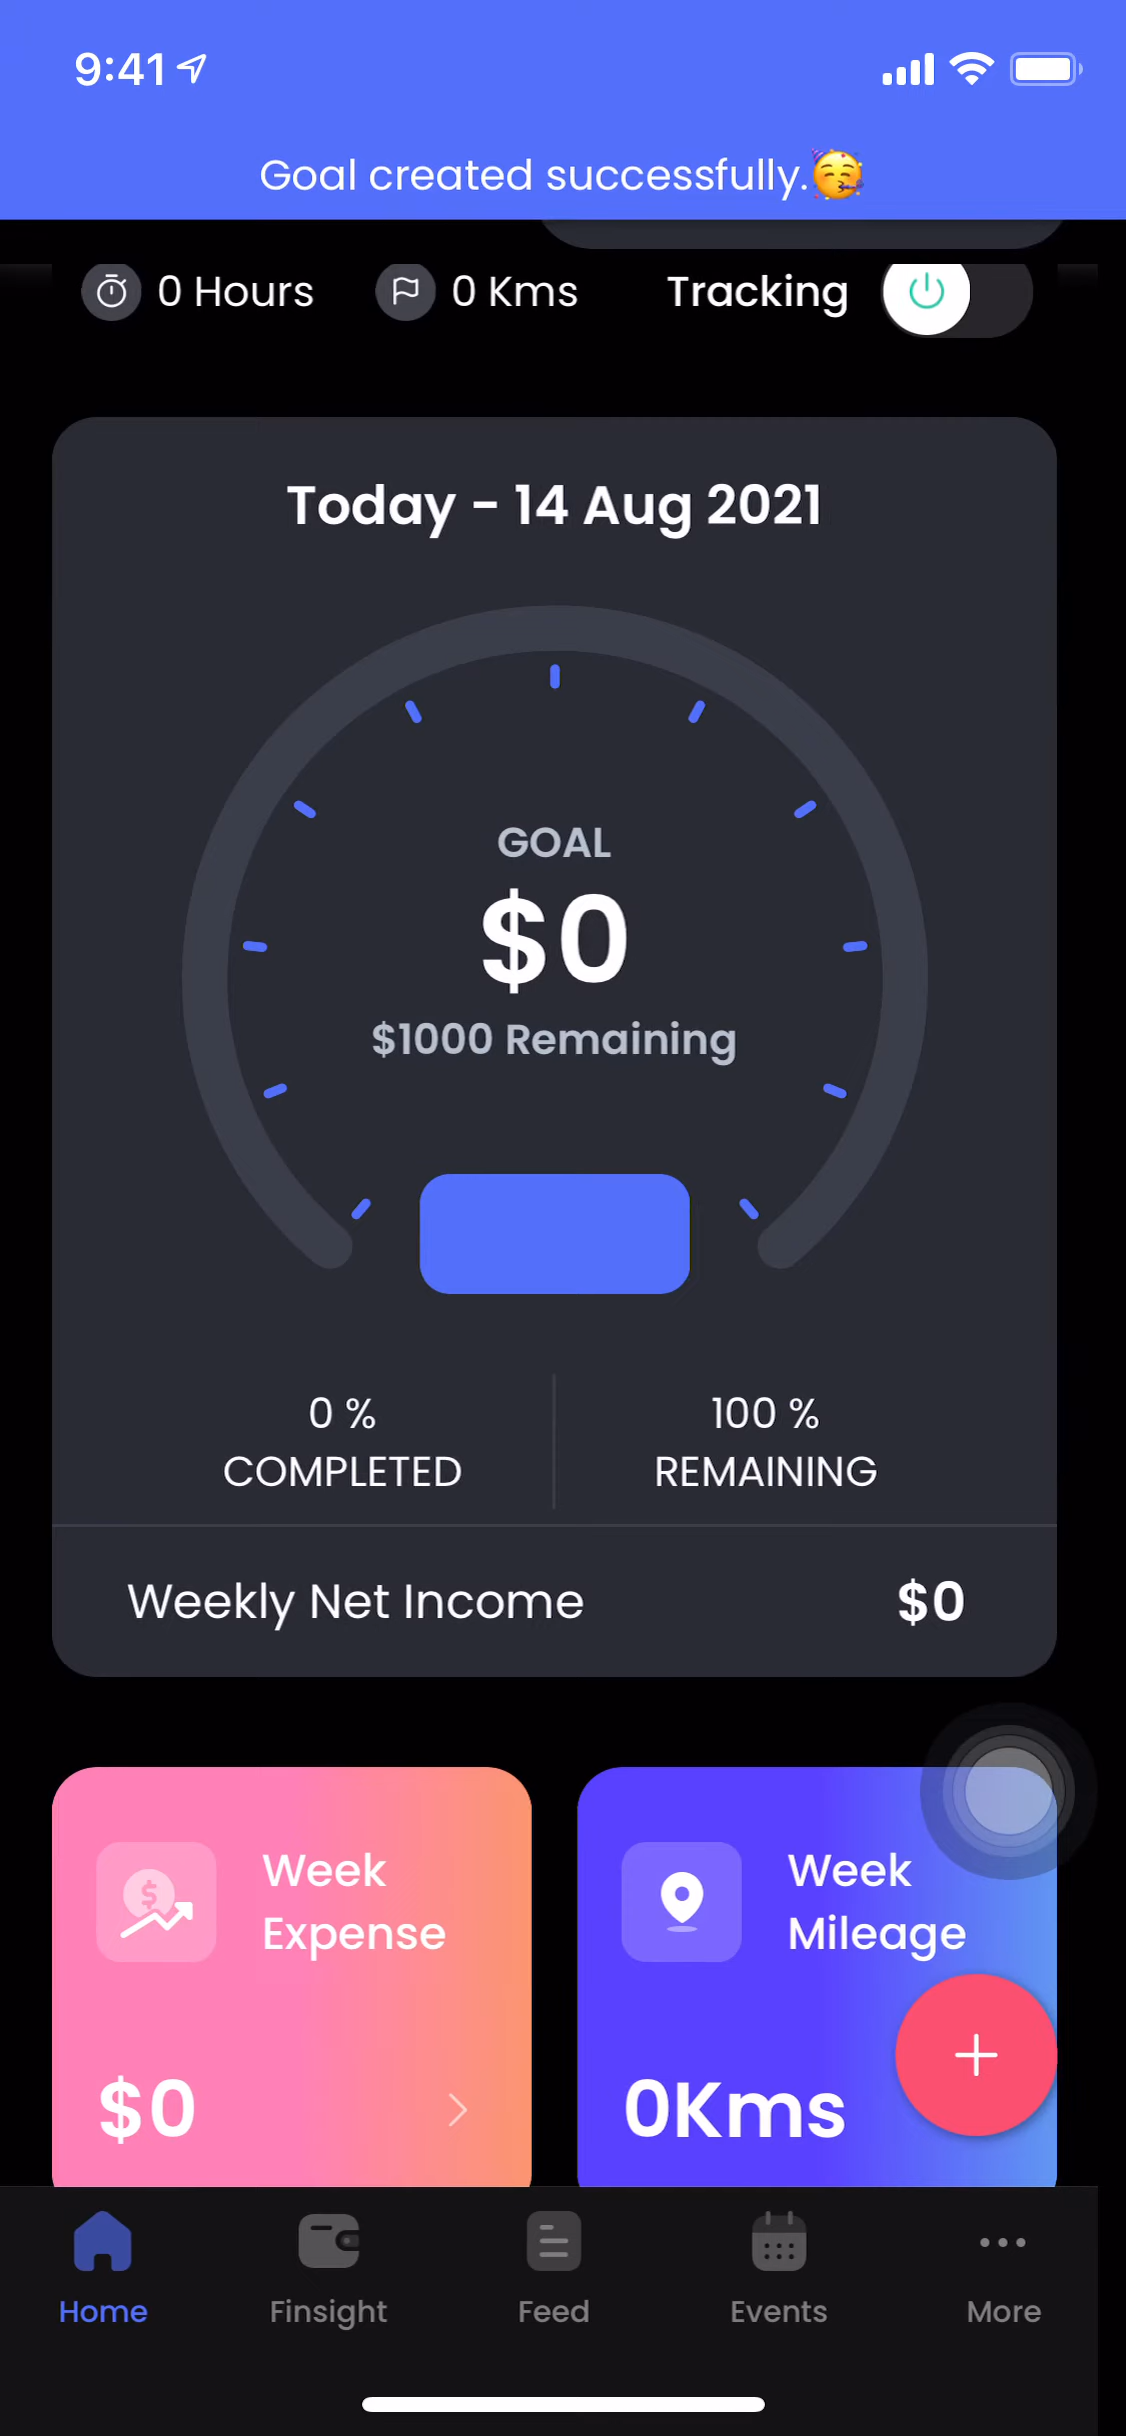 9:41
Goal created successfully.🥳
0 Hours 0 Kms Tracking
Today - 14 Aug 2021
GOAL
$0
$1000 Remaining
0 %
COMPLETED
100 %
REMAINING
Weekly Net Income $0
Week
Expense
$0
Week
Mileage
0Kms
Home Finsight Feed Events More